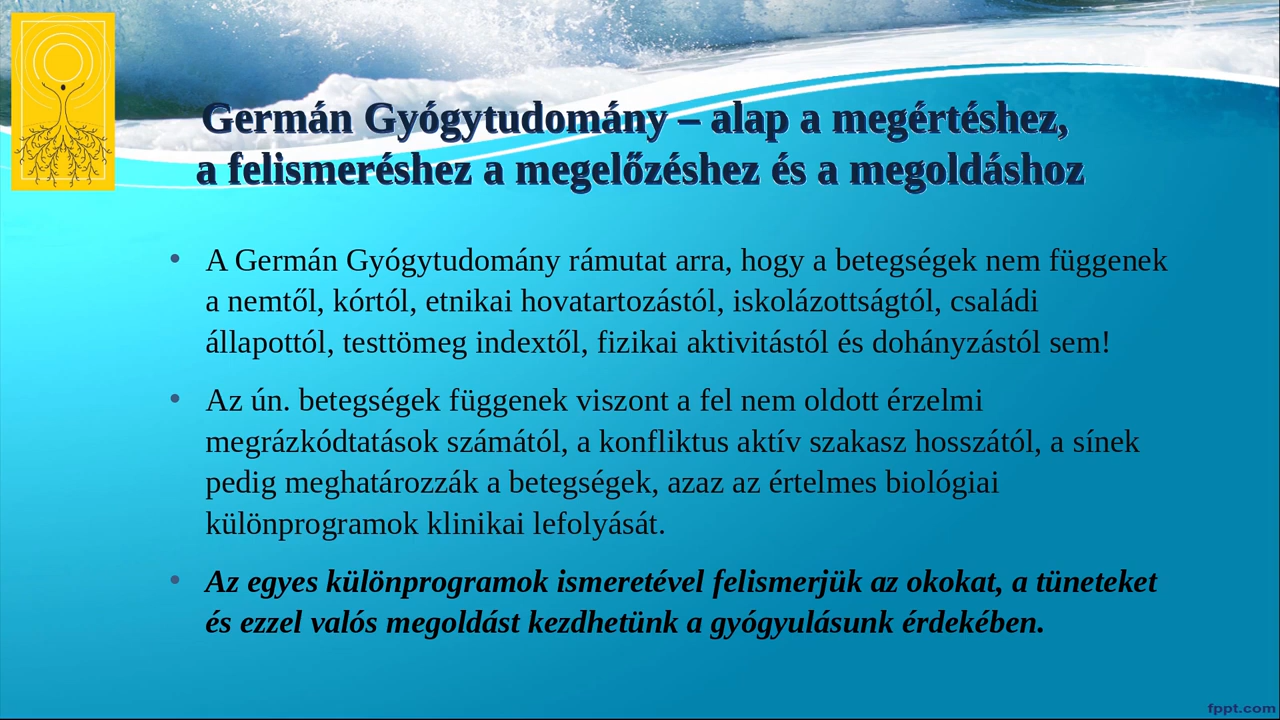 Germán Gyógytudomány – alap a megértéshez,
a felismeréshez a megelőzéshez és a megoldáshoz
• A Germán Gyógytudomány rámutat arra, hogy a betegségek nem függenek
a nemtől, kórtól, etnikai hovatartozástól, iskolázottságtól, családi
állapottól, testtömeg indextől, fizikai aktivitástól és dohányzástól sem!
• Az ún. betegségek függenek viszont a fel nem oldott érzelmi
megrázkódtatások számától, a konfliktus aktív szakasz hosszától, a sínek
pedig meghatározzák a betegségek, azaz az értelmes biológiai
különprogramok klinikai lefolyását.
• Az egyes különprogramok ismeretével felismerjük az okokat, a tüneteket
és ezzel valós megoldást kezdhetünk a gyógyulásunk érdekében.
fppt.com